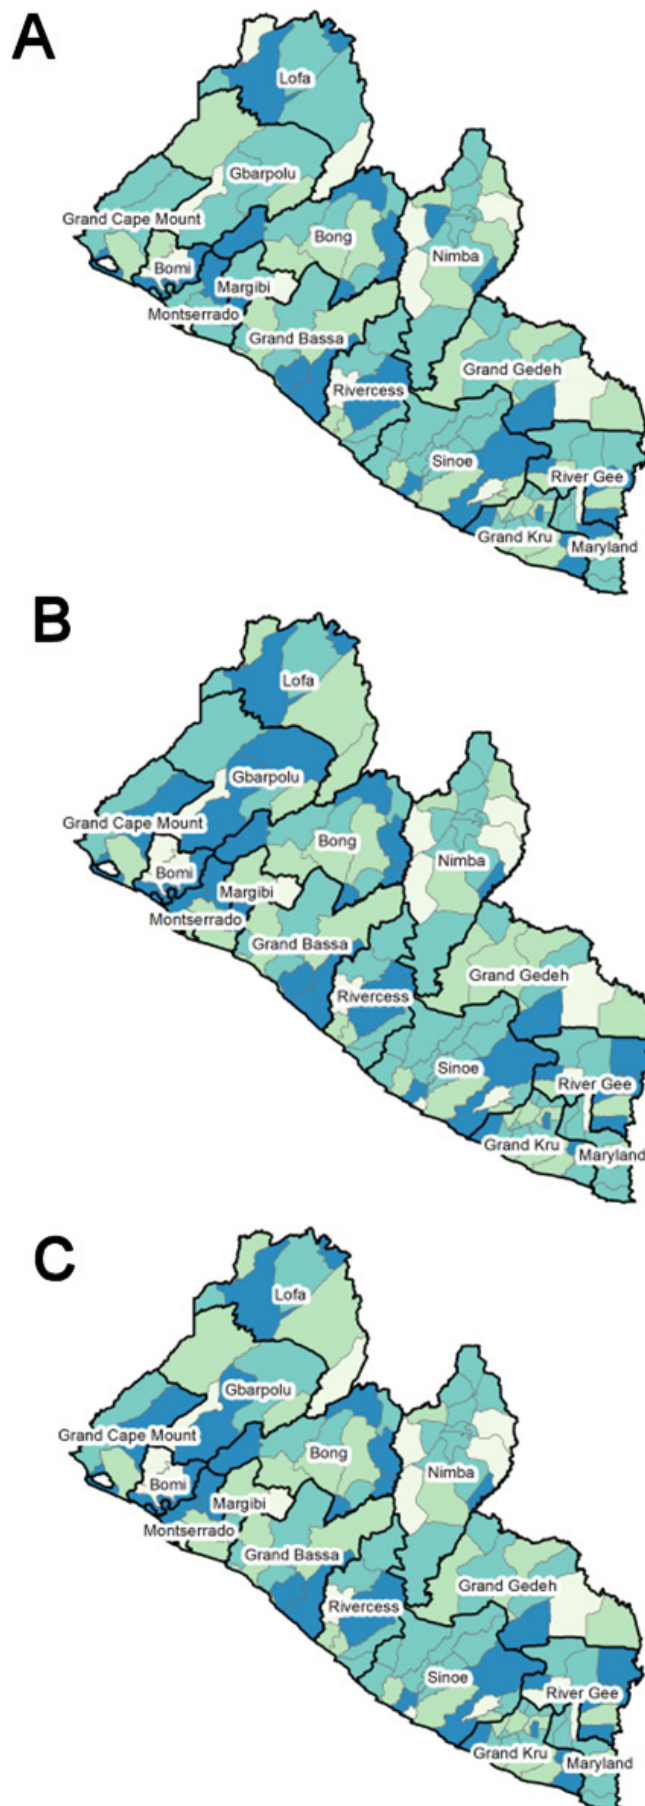 A
Lofa
Gbarpolu
Grand Cape Mount
Bong
Bomi
Nimba
Margibi
Montserrado
Grand Bassa
Grand Gedeh
Rivercess
Sinoe
River Gee
Grand Kru
Maryland
B
Lofa
Gbarpolu
Grand Cape Mount
Bong
Nimba
Bomi
Margibi
Montserrado
Grand Bassa
Grand Gedeh
Rivercess
Sinoe
River Gee
Grand Kru
Maryland
C
Lofa
Gbarpolu
Grand Cape Mount
Bong
Nimba
Bomi
Margibi
Montserrado
Grand Bassa
Grand Gedeh
Rivercess
Sinoe
River Gee
Grand Kru
Maryland